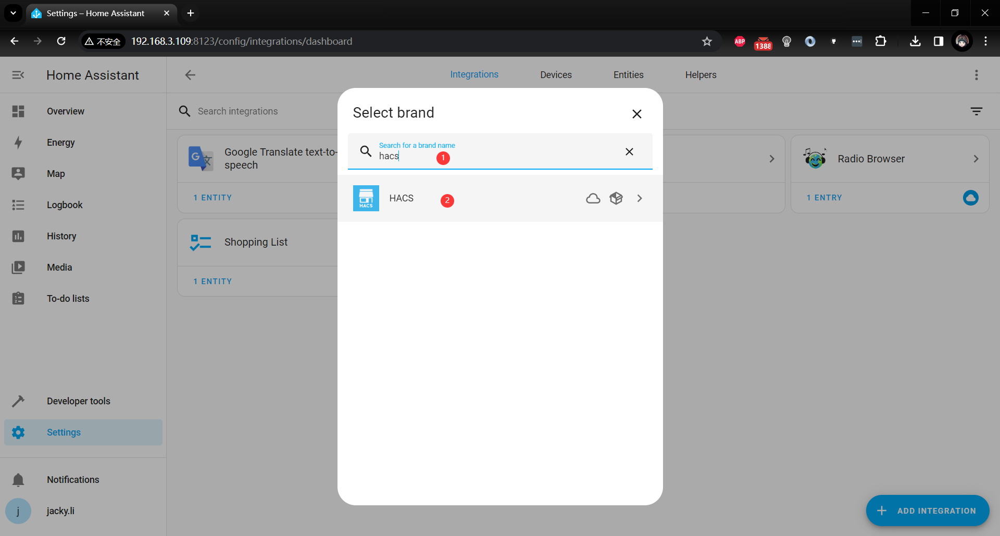 Settings – Home Assistant
不安全
192.168.3.109:8123/config/integrations/dashboard
ABP
1388
Home Assistant
Integrations
Devices
Entities
Helpers
Overview
Energy
Map
Logbook
History
Media
To-do lists
Developer tools
Settings
Notifications
j
jacky.li
Search integrations
Google Translate text-to-
speech
1 ENTITY
Shopping List
1 ENTITY
Select brand
Search for a brand name
hacs
1
HACS
HACS
2
Radio Browser
1 ENTRY
ADD INTEGRATION